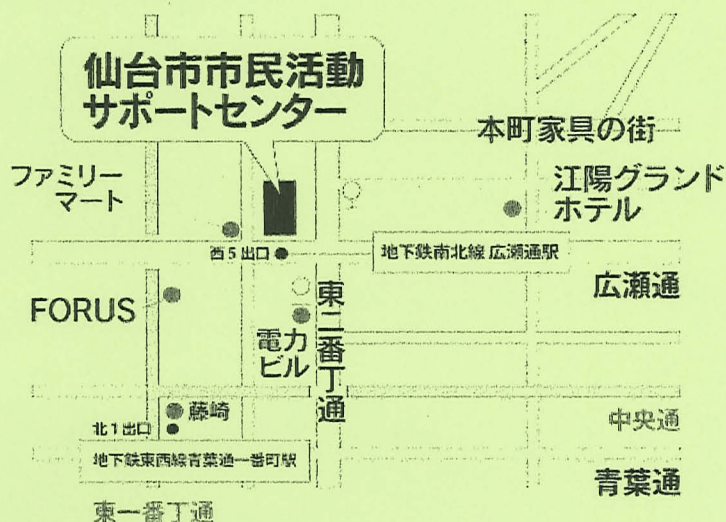 仙台市市民活動
サポートセンター
本町家具の街
ファミリー
マート
江陽グランド
ホテル
西5出口
地下鉄南北線 広瀬通駅
広瀬通
FORUS
東二番丁通
電力
ビル
藤崎
中央通
北1出口
地下鉄東西線青葉通一番町駅
青葉通
東一番丁通